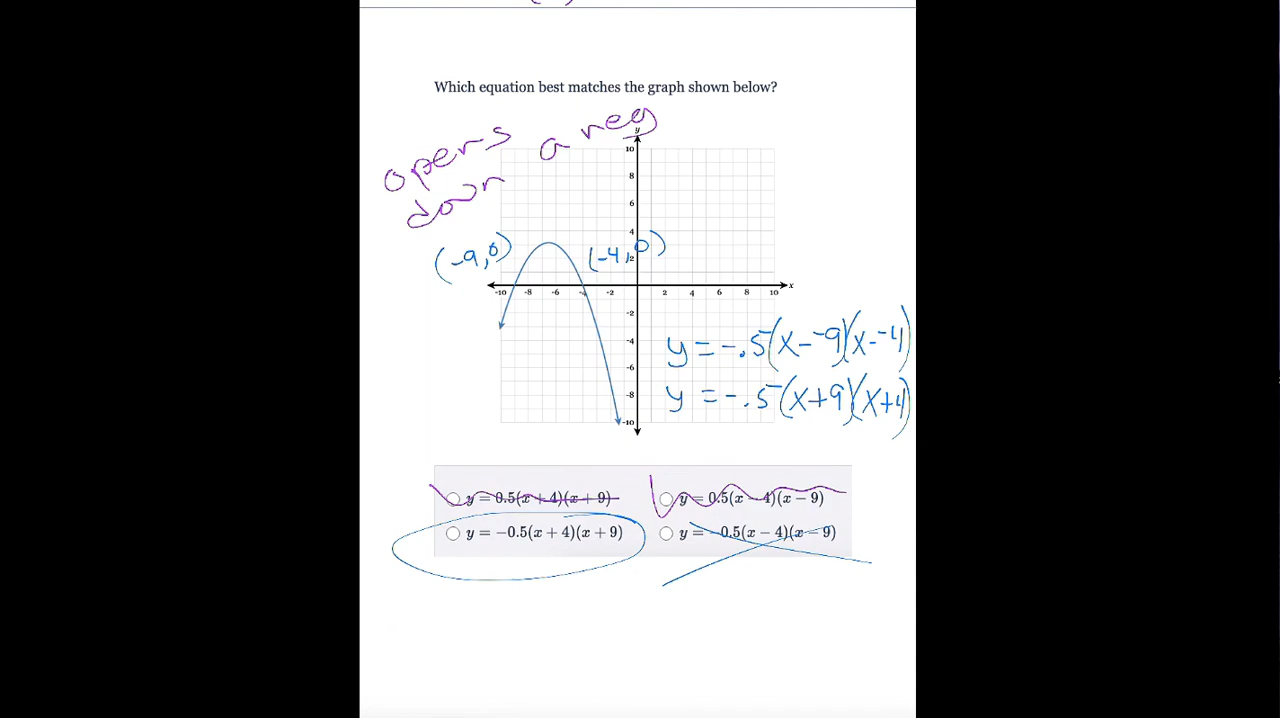 Which equation best matches the graph shown below?
opens
down
a neg
y
10
8
6
4
2
(-9,0)
(-4,0)
-10 -8 -6 -4 -2 2 4 6 8 10 x
-2
-4
-6
-8
-10
y = -.5(x - -9)(x - -4)
y = -.5(x+9)(x+4)
y = 0.5(x + 4)(x + 9)
y = 0.5(x − 4)(x − 9)
y = −0.5(x + 4)(x + 9)
y = −0.5(x − 4)(x − 9)